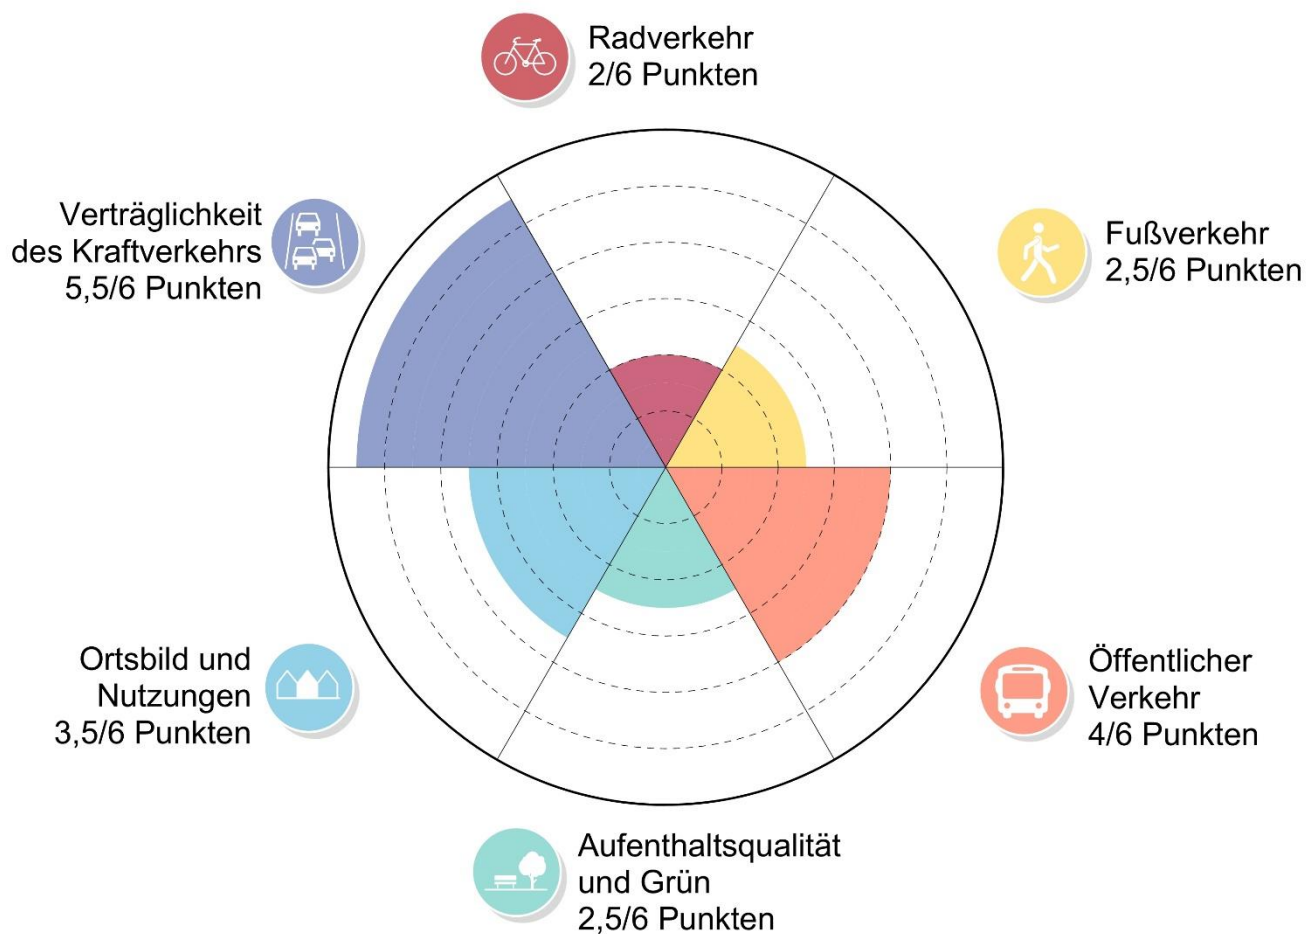 Radverkehr
2/6 Punkten
Verträglichkeit
des Kraftverkehrs
5,5/6 Punkten
Fußverkehr
2,5/6 Punkten
Ortsbild und
Nutzungen
3,5/6 Punkten
Öffentlicher
Verkehr
4/6 Punkten
Aufenthaltsqualität
und Grün
2,5/6 Punkten